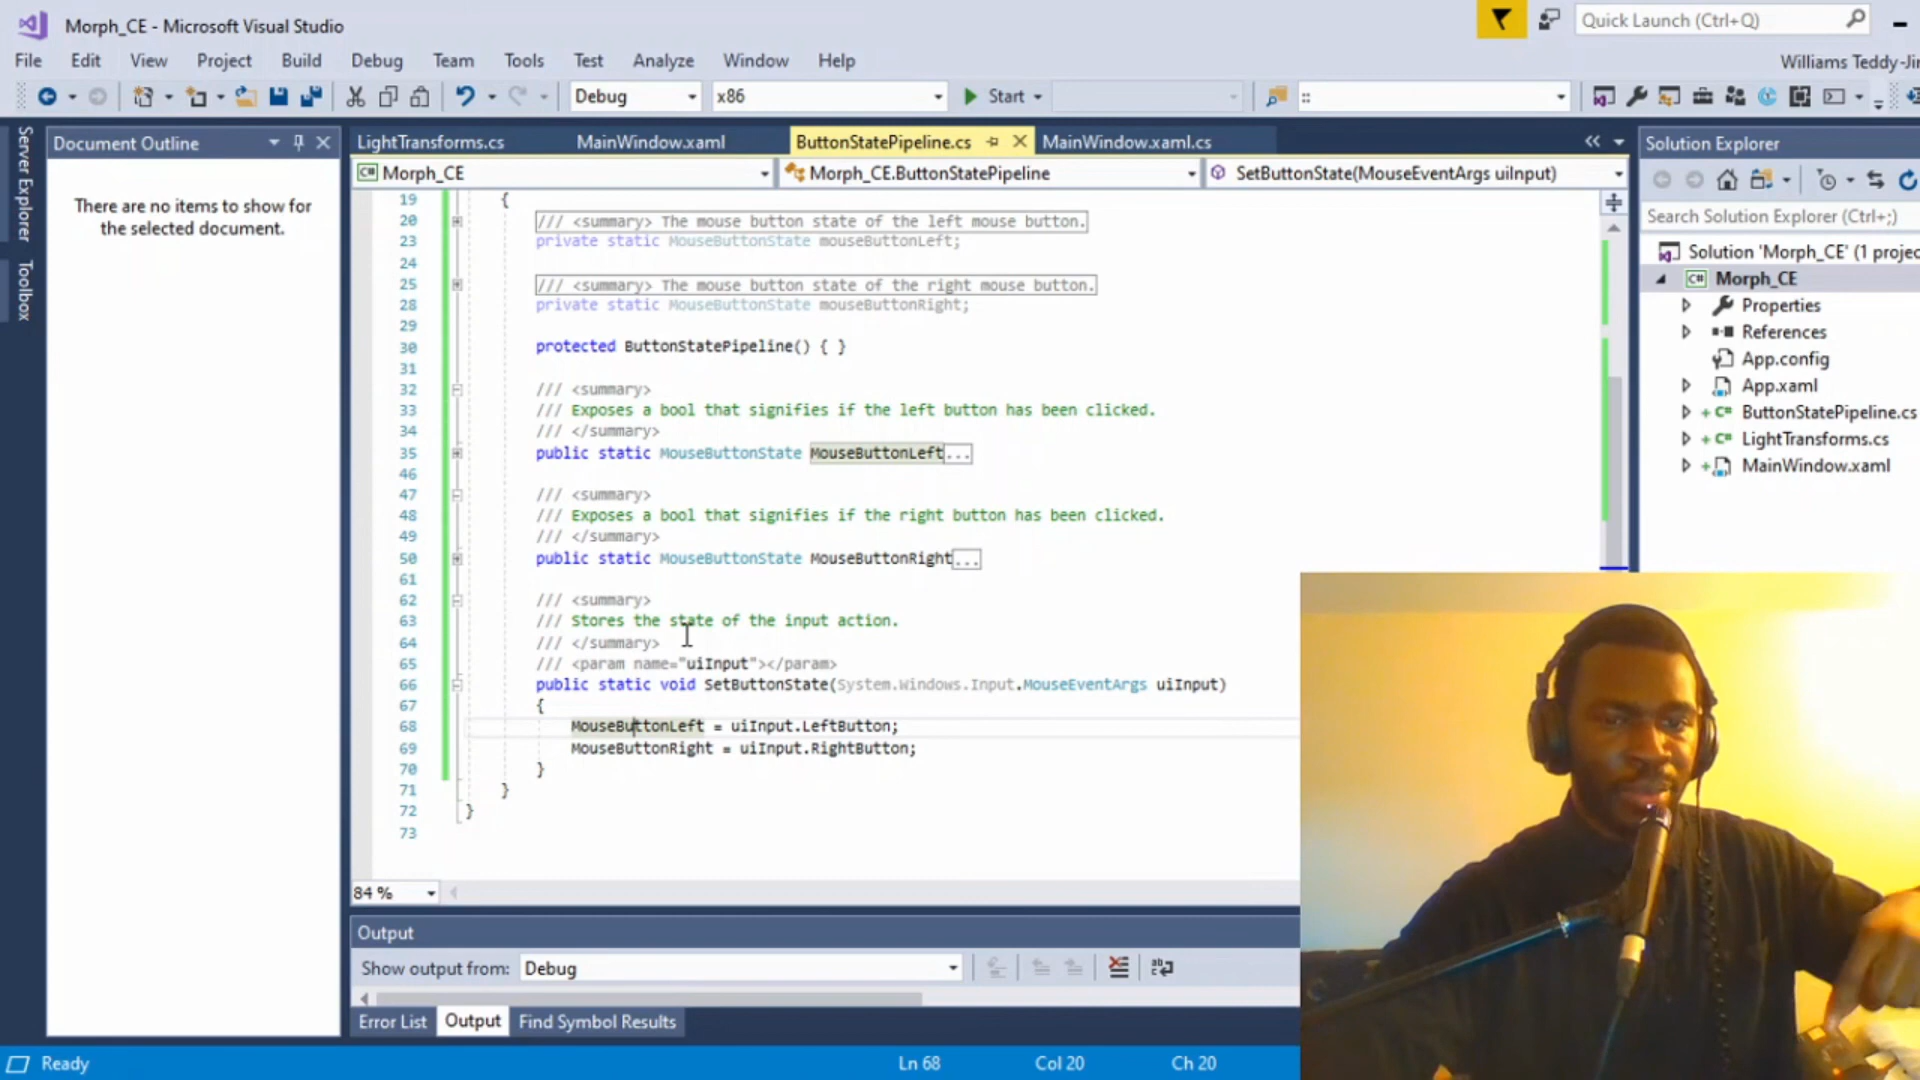 Morph_CE - Microsoft Visual Studio
Quick Launch (Ctrl+Q)
File Edit View Project Build Debug Team Tools Test Analyze Window Help
Williams Teddy-Jir
Debug x86 Start ::
Server Explorer
Toolbox
Document Outline
There are no items to show for
the selected document.
LightTransforms.cs MainWindow.xaml ButtonStatePipeline.cs MainWindow.xaml.cs
C# Morph_CE Morph_CE.ButtonStatePipeline SetButtonState(MouseEventArgs uiInput)
19 {
20 /// <summary> The mouse button state of the left mouse button.
23 private static MouseButtonState mouseButtonLeft;
24
25 /// <summary> The mouse button state of the right mouse button.
28 private static MouseButtonState mouseButtonRight;
29
30 protected ButtonStatePipeline() { }
31
32 /// <summary>
33 /// Exposes a bool that signifies if the left button has been clicked.
34 /// </summary>
35 public static MouseButtonState MouseButtonLeft...
46
47 /// <summary>
48 /// Exposes a bool that signifies if the right button has been clicked.
49 /// </summary>
50 public static MouseButtonState MouseButtonRight...
61
62 /// <summary>
63 /// Stores the state of the input action.
64 /// </summary>
65 /// <param name="uiInput"></param>
66 public static void SetButtonState(System.Windows.Input.MouseEventArgs uiInput)
67 {
68 MouseButtonLeft = uiInput.LeftButton;
69 MouseButtonRight = uiInput.RightButton;
70 }
71 }
72 }
73
84 %
Output
Show output from: Debug
Error List Output Find Symbol Results
Ready Ln 68 Col 20 Ch 20
Solution Explorer
Search Solution Explorer (Ctrl+;)
Solution 'Morph_CE' (1 projec
C# Morph_CE
Properties
References
App.config
App.xaml
+ C# ButtonStatePipeline.cs
+ C# LightTransforms.cs
+ MainWindow.xaml